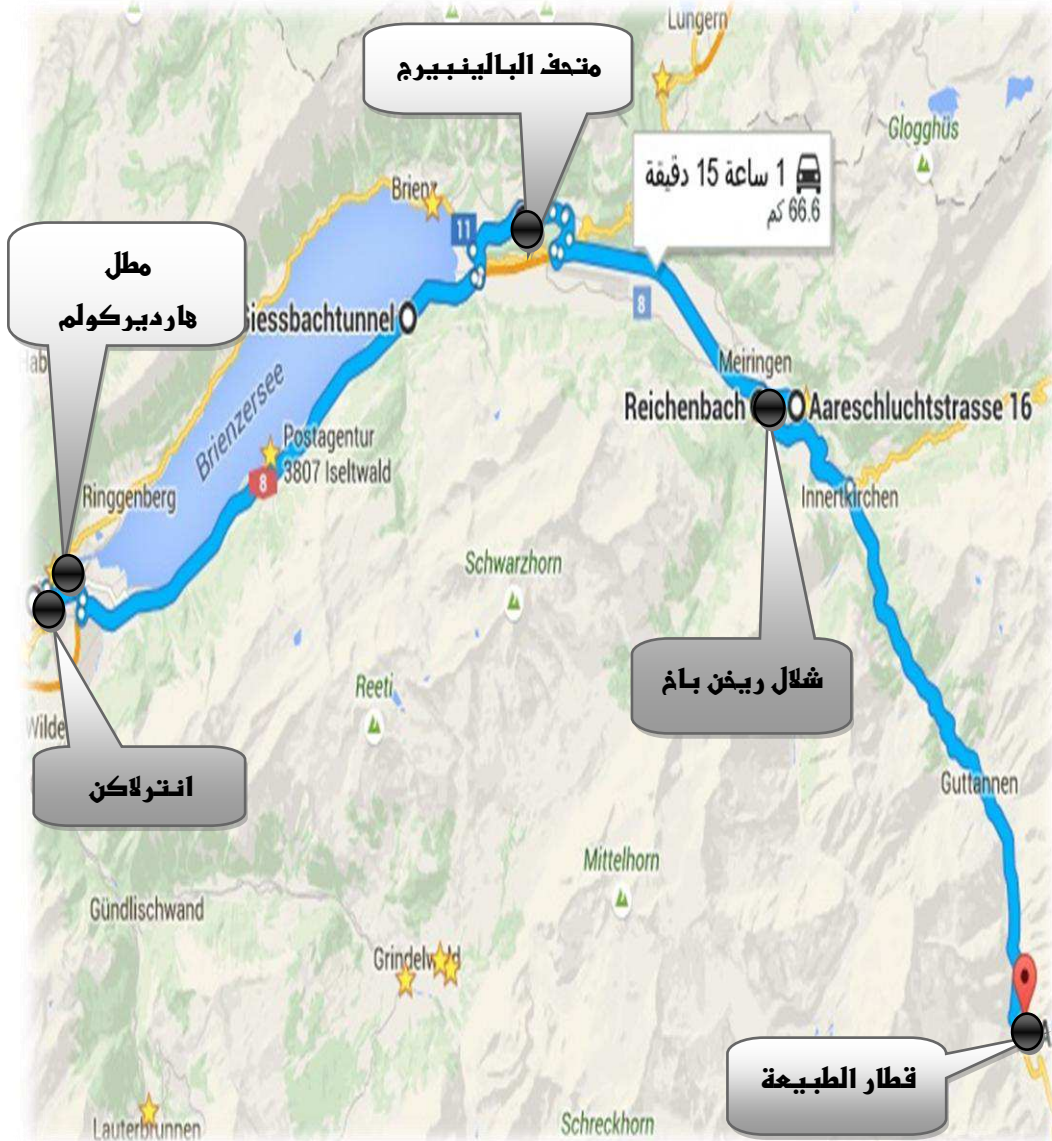 Lungern
متحف البالينبيرج
Glogghüs
1 ساعة 15 دقيقة
66.6 كم
Brienz
11
مطل
هارديركولم
8
Giessbachtunnel
Meiringen
Reichenbach
Aareschluchtstrasse 16
Brienzersee
Postagentur
3807 Iseltwald
8
Ringgenberg
Innertkirchen
Schwarzhorn
شلال ريخن باخ
Reeti
Wilde
انترلاكن
Guttannen
Mittelhorn
Gündlischwand
Grindelwald
قطار الطبيعة
A
Schreckhorn
Lauterbrunnen